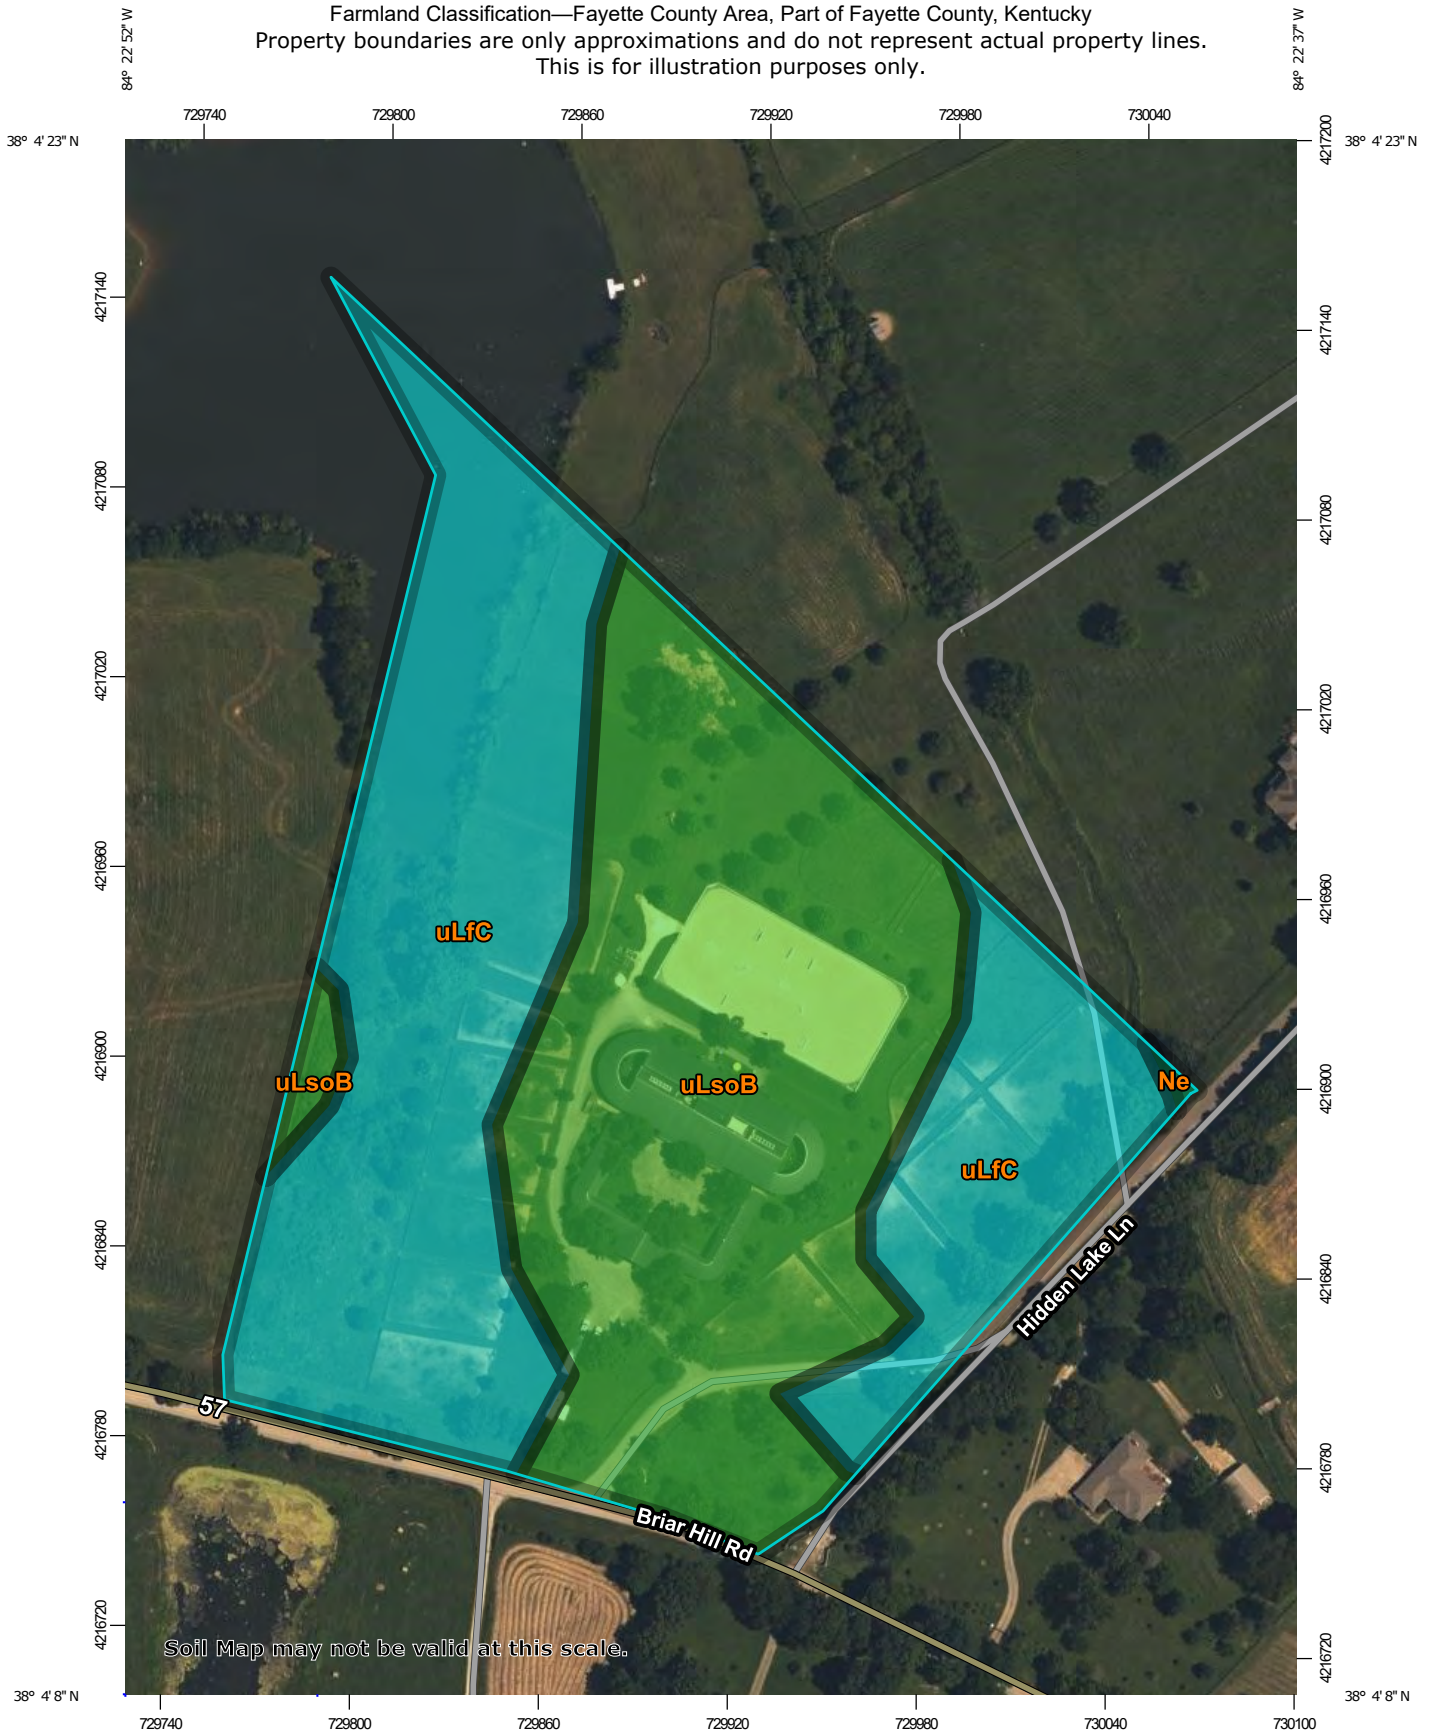 Farmland Classification—Fayette County Area, Part of Fayette County, Kentucky
Property boundaries are only approximations and do not represent actual property lines.
This is for illustration purposes only.
84° 22' 52'' W
84° 22' 37'' W
729740 729800 729860 729920 729980 730040
38° 4' 23'' N
38° 4' 23'' N
4217200
4217140
4217140
4217080
4217080
4217020
4217020
4216960
4216960
uLfC
4216900
4216900
uLsoB
uLsoB
Ne
uLfC
4216840
4216840
Hidden Lake Ln
57
4216780
4216780
Briar Hill Rd
4216720
4216720
Soil Map may not be valid at this scale.
38° 4' 8'' N
38° 4' 8'' N
729740 729800 729860 729920 729980 730040 730100